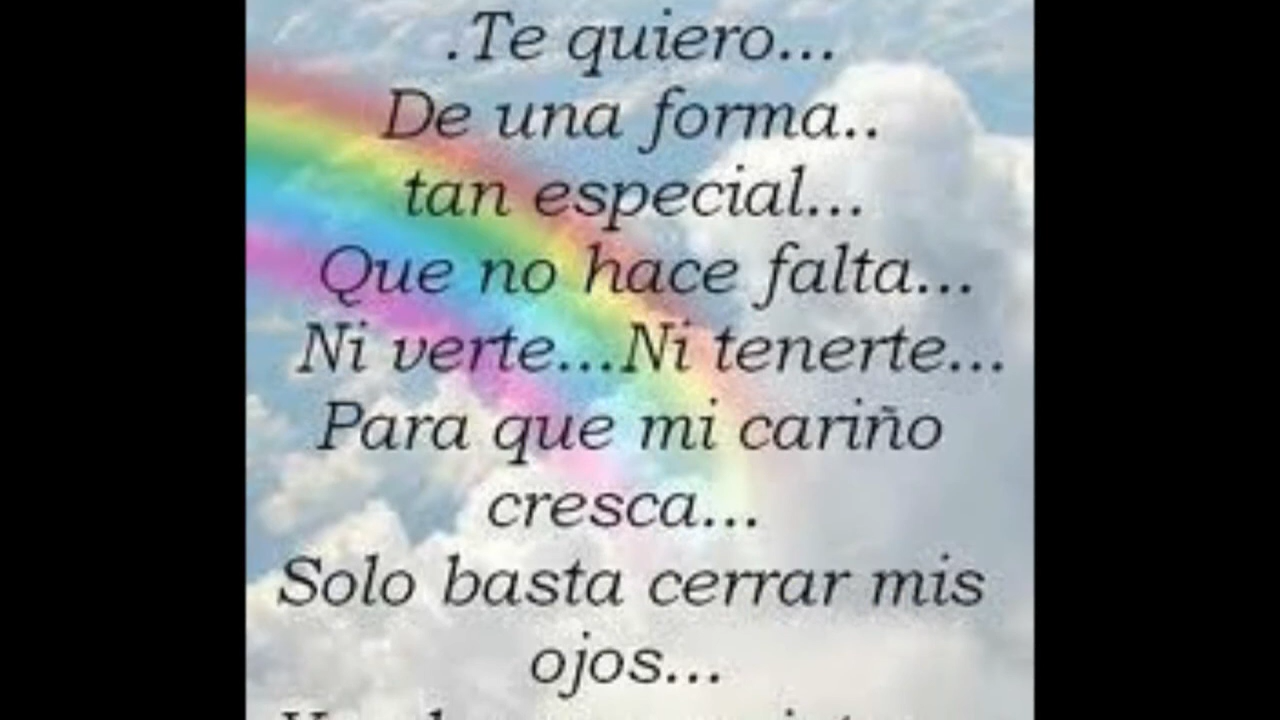 .Te quiero...
De una forma..
tan especial...
Que no hace falta...
Ni verte...Ni tenerte...
Para que mi cariño
cresca...
Solo basta cerrar mis
ojos...